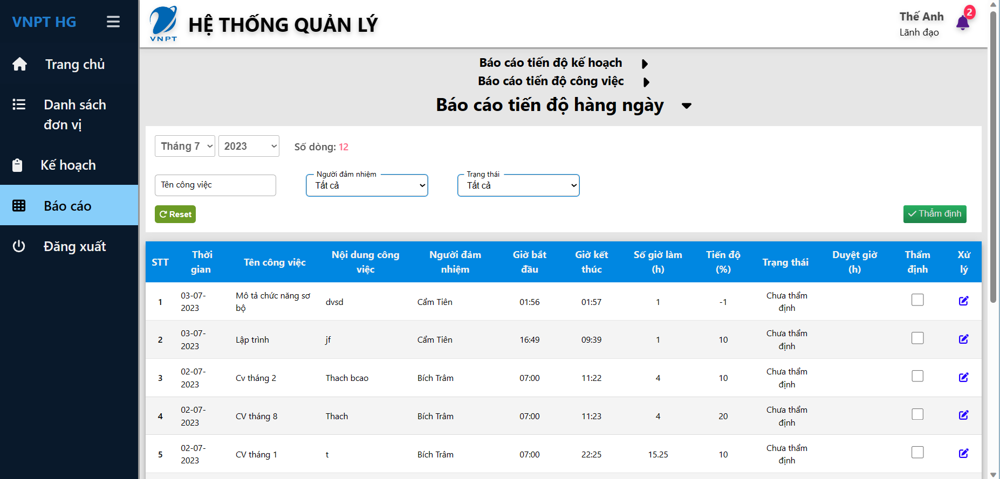 VNPT HG
Trang chủ
Danh sách
đơn vị
Kế hoạch
Báo cáo
Đăng xuất
VNPT
HỆ THỐNG QUẢN LÝ
Thế Anh
Lãnh đạo
2
Báo cáo tiến độ kế hoạch
Báo cáo tiến độ công việc
Báo cáo tiến độ hàng ngày
Tháng 7 2023 Số dòng: 12
Tên công việc
Người đảm nhiệm
Tất cả
Trạng thái
Tất cả
Reset
Thẩm định
STT Thời gian Tên công việc Nội dung công việc Người đảm nhiệm Giờ bắt đầu Giờ kết thúc Số giờ làm (h) Tiến độ (%) Trạng thái Duyệt giờ (h) Thẩm định Xử lý
1 03-07-2023 Mô tả chức năng sơ bộ dvsd Cẩm Tiên 01:56 01:57 1 -1 Chưa thẩm định
2 03-07-2023 Lập trình jf Cẩm Tiên 16:49 09:39 1 10 Chưa thẩm định
3 02-07-2023 Cv tháng 2 Thach bcao Bích Trâm 07:00 11:22 4 10 Chưa thẩm định
4 02-07-2023 CV tháng 8 Thach Bích Trâm 07:00 11:23 4 20 Chưa thẩm định
5 02-07-2023 CV tháng 1 t Bích Trâm 07:00 22:25 15.25 10 Chưa thẩm định